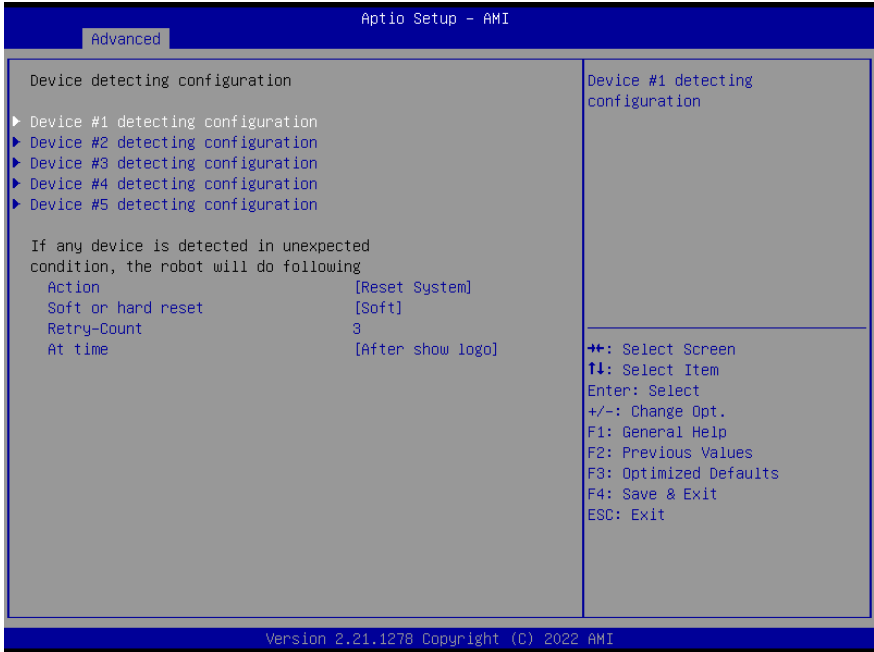 Aptio Setup – AMI
Advanced
Device detecting configuration
Device #1 detecting configuration
Device #2 detecting configuration
Device #3 detecting configuration
Device #4 detecting configuration
Device #5 detecting configuration
If any device is detected in unexpected
condition, the robot will do following
Action [Reset System]
Soft or hard reset [Soft]
Retry-Count 3
At time [After show logo]
Device #1 detecting
configuration
→←: Select Screen
↑↓: Select Item
Enter: Select
+/-: Change Opt.
F1: General Help
F2: Previous Values
F3: Optimized Defaults
F4: Save & Exit
ESC: Exit
Version 2.21.1278 Copyright (C) 2022 AMI